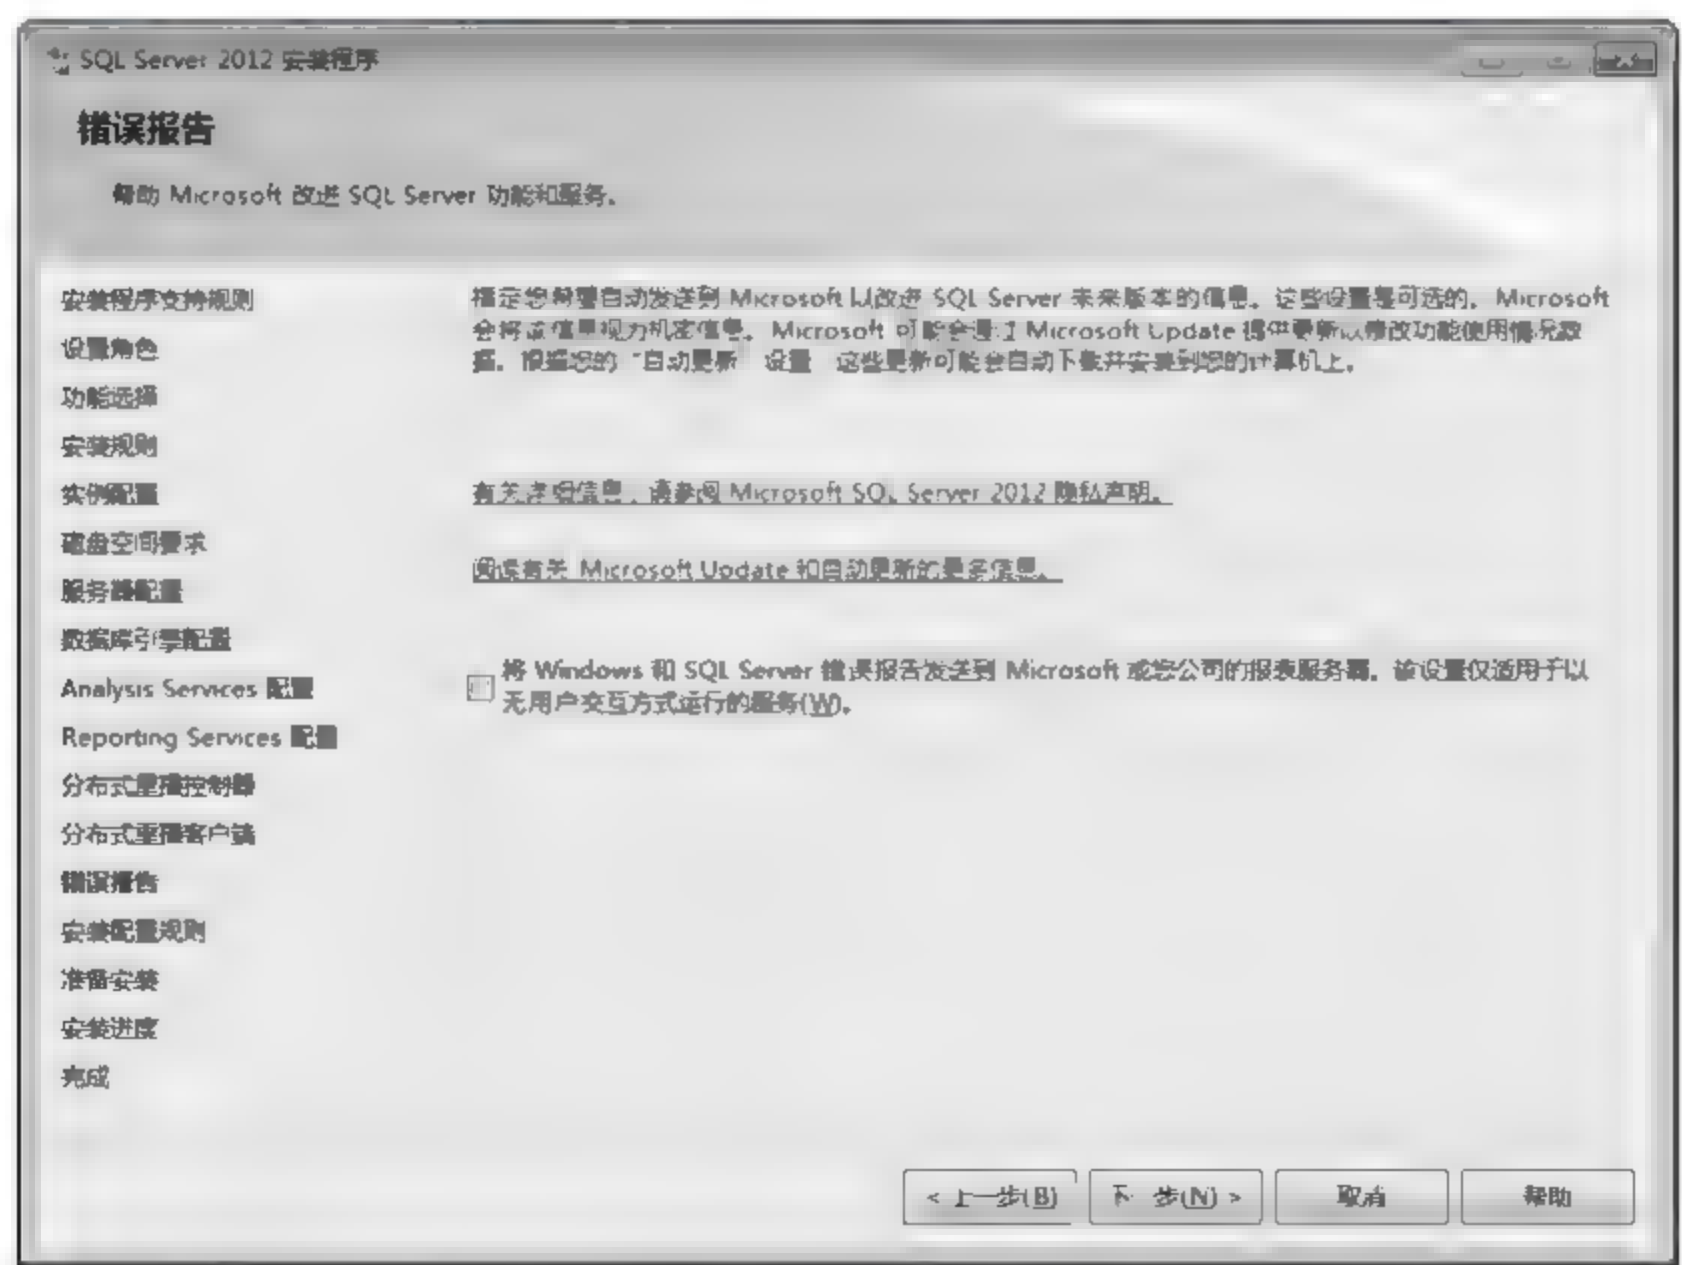 SQL Server 2012 安装程序
错误报告
帮助 Microsoft 改进 SQL Server 功能和服务。
安装程序支持规则
设置角色
功能选择
安装规则
实例配置
磁盘空间要求
服务器配置
数据库引擎配置
Analysis Services 配置
Reporting Services 配置
分布式重播控制器
分布式重播客户端
错误报告
安装配置规则
准备安装
安装进度
完成
指定您希望自动发送到 Microsoft 以改进 SQL Server 未来版本的信息。这些设置是可选的。Microsoft
会将该信息视为机密信息。Microsoft 可能会通过 Microsoft Update 提供更新以修改功能使用情况数
据。根据您的“自动更新”设置，这些更新可能会自动下载并安装到您的计算机上。
有关详细信息，请参阅 Microsoft SQL Server 2012 隐私声明。
阅读有关 Microsoft Update 和自动更新的更多信息。
将 Windows 和 SQL Server 错误报告发送到 Microsoft 或您公司的报表服务器。该设置仅适用于以
无用户交互方式运行的服务(W)。
< 上一步(B)
下一步(N) >
取消
帮助